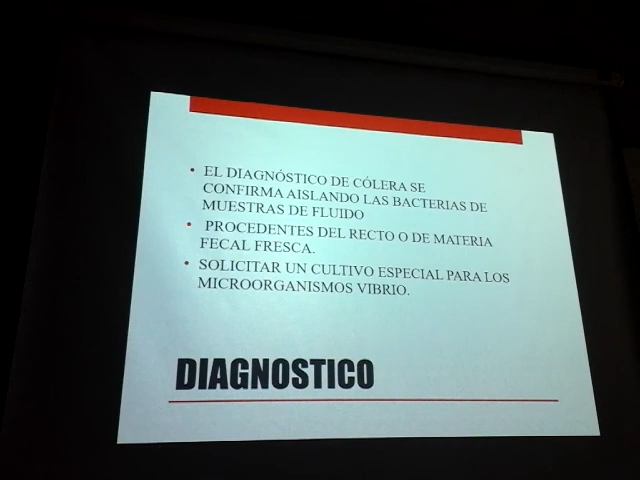 • EL DIAGNÓSTICO DE CÓLERA SE
CONFIRMA AISLANDO LAS BACTERIAS DE
MUESTRAS DE FLUIDO
• PROCEDENTES DEL RECTO O DE MATERIA
FECAL FRESCA.
• SOLICITAR UN CULTIVO ESPECIAL PARA LOS
MICROORGANISMOS VIBRIO.
DIAGNOSTICO